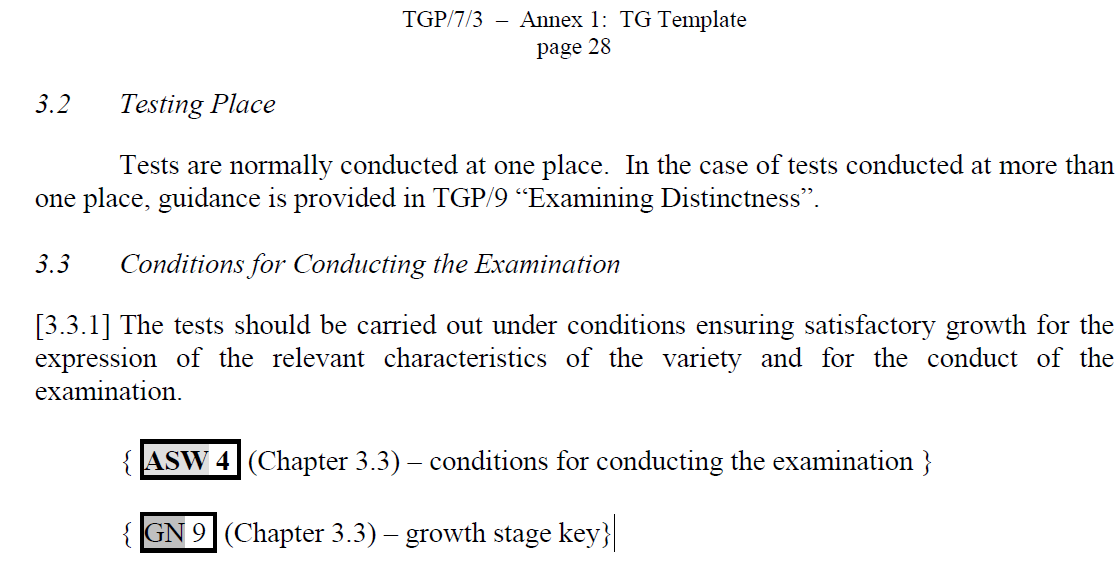 TGP/7/3 – Annex 1: TG Template
page 28
3.2 Testing Place
Tests are normally conducted at one place. In the case of tests conducted at more than
one place, guidance is provided in TGP/9 “Examining Distinctness”.
3.3 Conditions for Conducting the Examination
[3.3.1] The tests should be carried out under conditions ensuring satisfactory growth for the
expression of the relevant characteristics of the variety and for the conduct of the
examination.
{ ASW 4 (Chapter 3.3) – conditions for conducting the examination }
{ GN 9 (Chapter 3.3) – growth stage key}